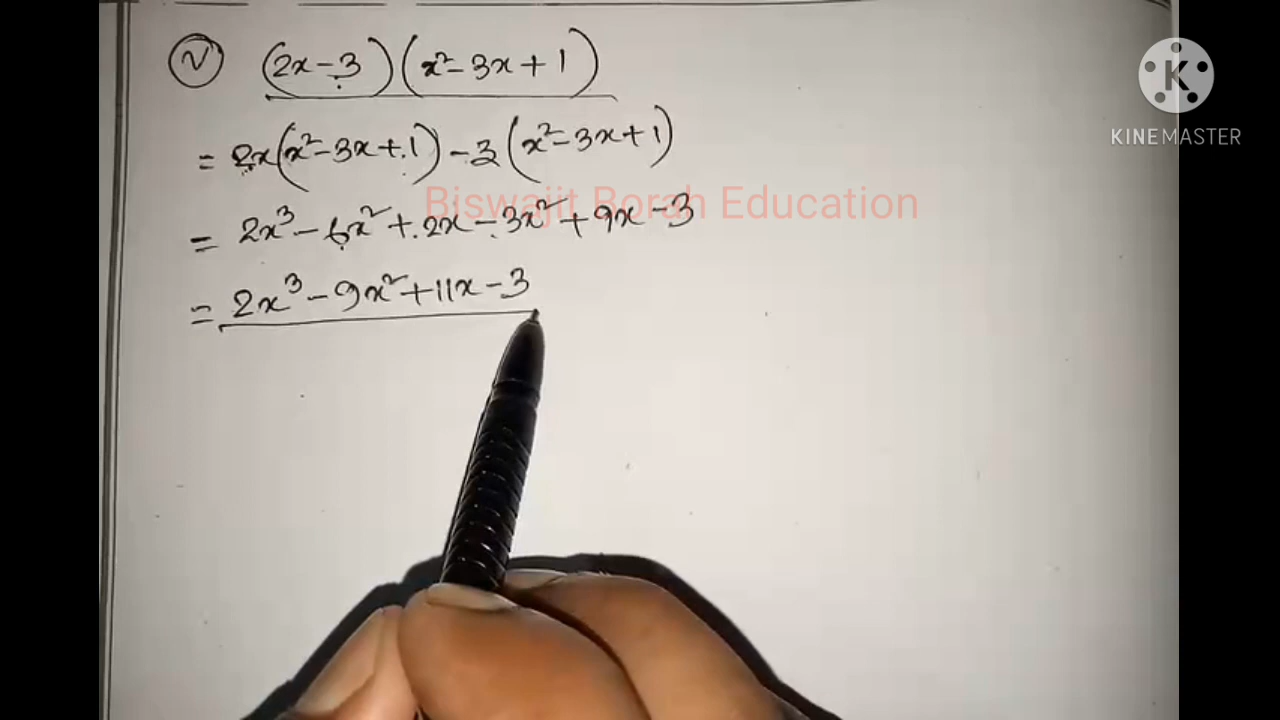 (v) (2x-3)(x²-3x+1)
= 2x(x²-3x+1)-3(x²-3x+1)
= 2x³-6x²+2x-3x²+9x-3
= 2x³-9x²+11x-3
Biswajit Borah Education
K
KINEMASTER